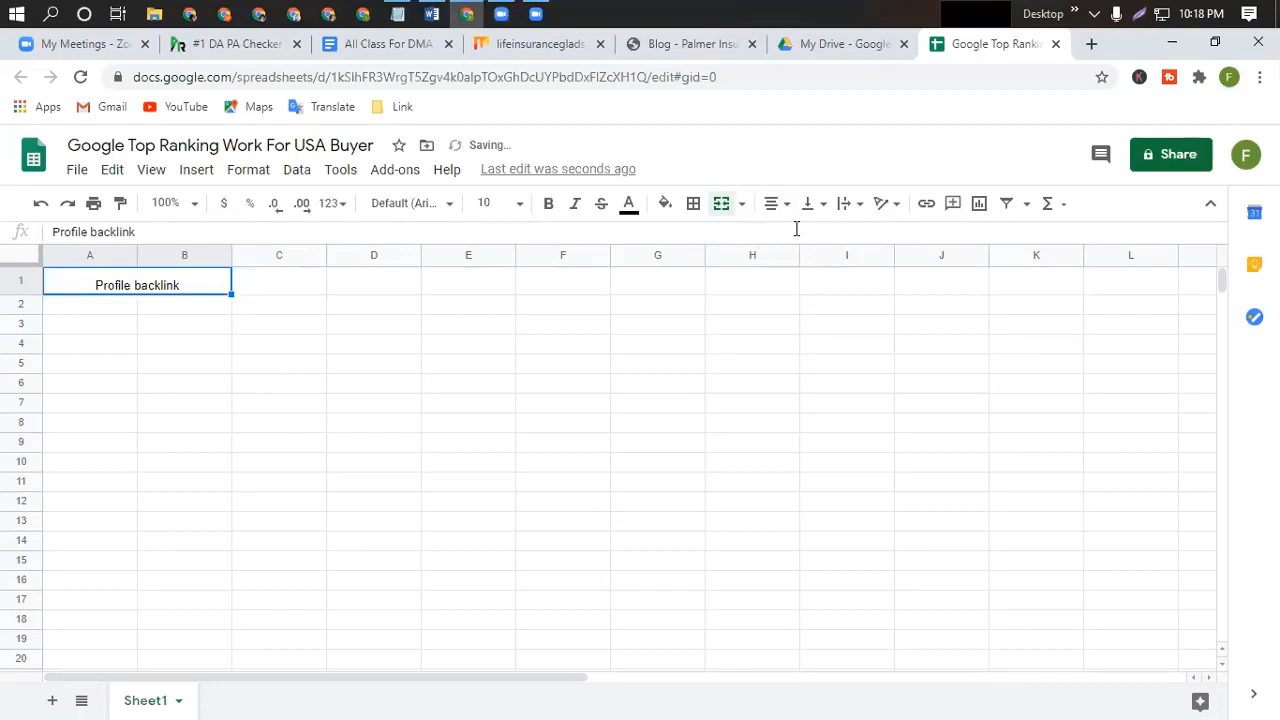 Desktop
10:18 PM
My Meetings - Zo
#1 DA PA Checker
All Class For DMA
lifeinsuranceglads
Blog - Palmer Insu
My Drive - Google
Google Top Rankin
docs.google.com/spreadsheets/d/1kSIhFR3WrgT5Zgv4k0alpTOxGhDcUYPbdDxFlZcXH1Q/edit#gid=0
K
F
Apps
Gmail
YouTube
Maps
Translate
Link
Google Top Ranking Work For USA Buyer
Saving...
File
Edit
View
Insert
Format
Data
Tools
Add-ons
Help
Last edit was seconds ago
Share
F
100%
$
%
.0
.00
123
Default (Ari...
10
B
I
S
A
Σ
fx
Profile backlink
A B C D E F G H I J K L
1
Profile backlink
2
3
4
5
6
7
8
9
10
11
12
13
14
15
16
17
18
19
20
Sheet1
31